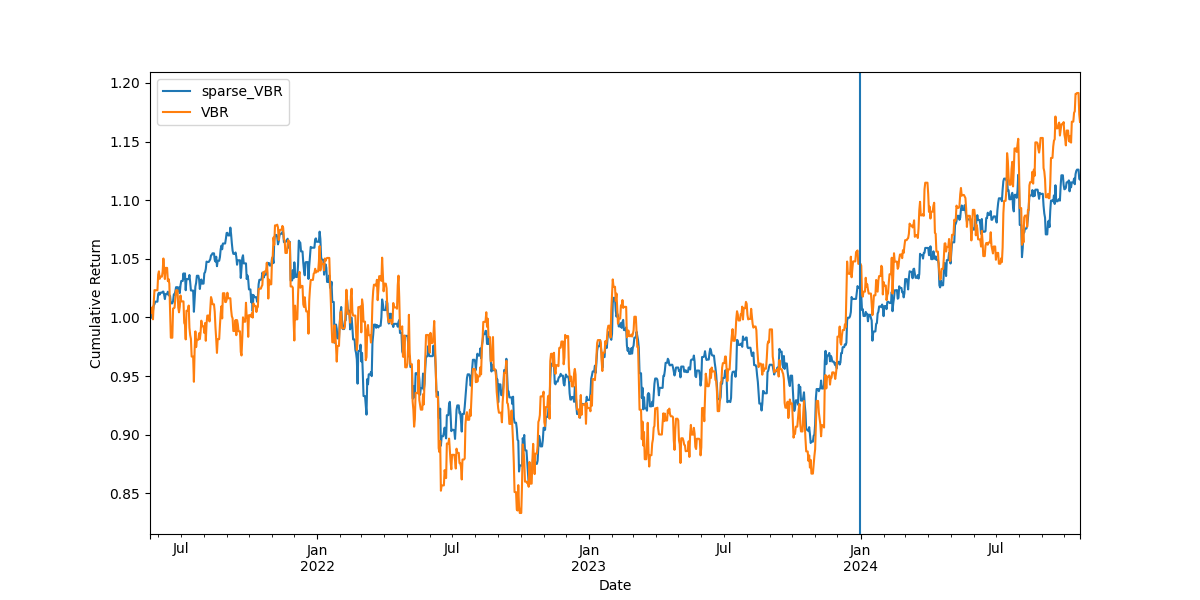 sparse_VBR
VBR
1.20
1.15
1.10
1.05
1.00
0.95
0.90
0.85
Cumulative Return
Jul
Jan
2022
Jul
Jan
2023
Jul
Jan
2024
Jul
Date